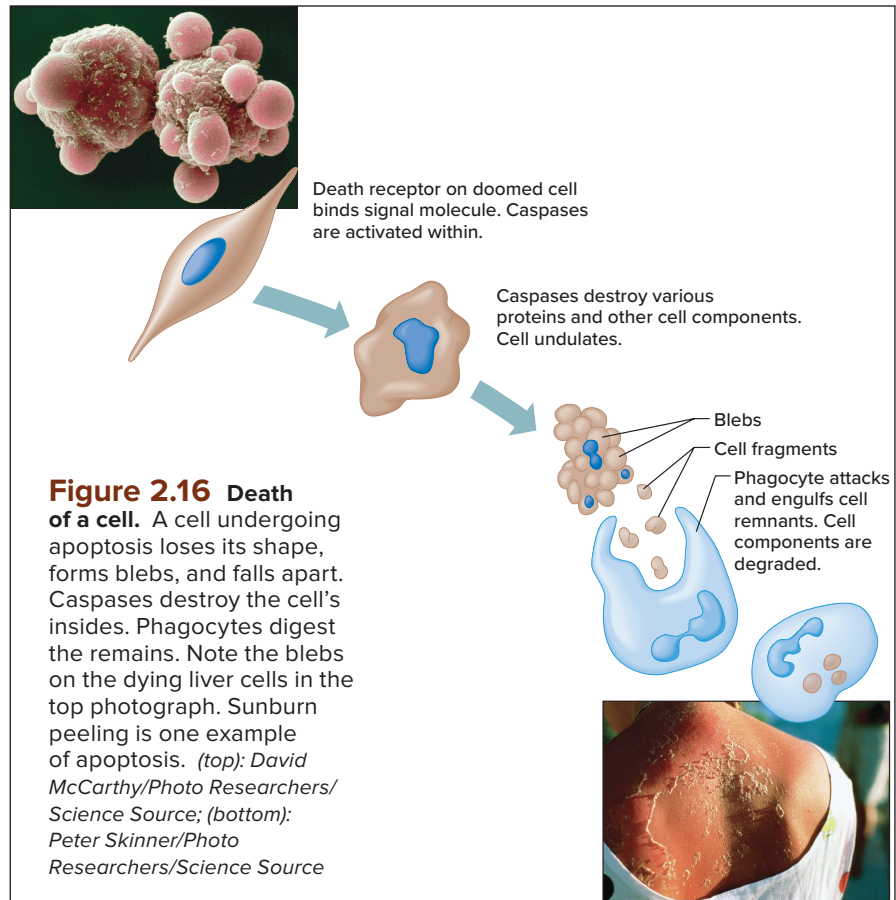 Death receptor on doomed cell
binds signal molecule. Caspases
are activated within.
Caspases destroy various
proteins and other cell components.
Cell undulates.
Blebs
Cell fragments
Phagocyte attacks
and engulfs cell
remnants. Cell
components are
degraded.
Figure 2.16 Death
of a cell. A cell undergoing
apoptosis loses its shape,
forms blebs, and falls apart.
Caspases destroy the cell’s
insides. Phagocytes digest
the remains. Note the blebs
on the dying liver cells in the
top photograph. Sunburn
peeling is one example
of apoptosis. (top): David
McCarthy/Photo Researchers/
Science Source; (bottom):
Peter Skinner/Photo
Researchers/Science Source